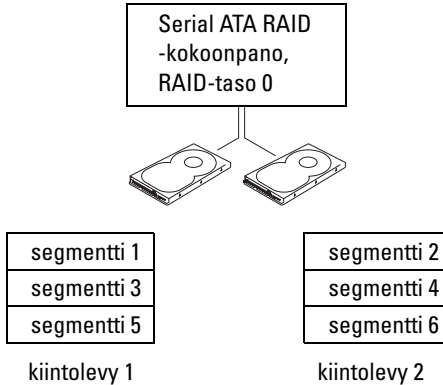 Serial ATA RAID
-kokoonpano,
RAID-taso 0
segmentti 1
segmentti 3
segmentti 5
kiintolevy 1
segmentti 2
segmentti 4
segmentti 6
kiintolevy 2